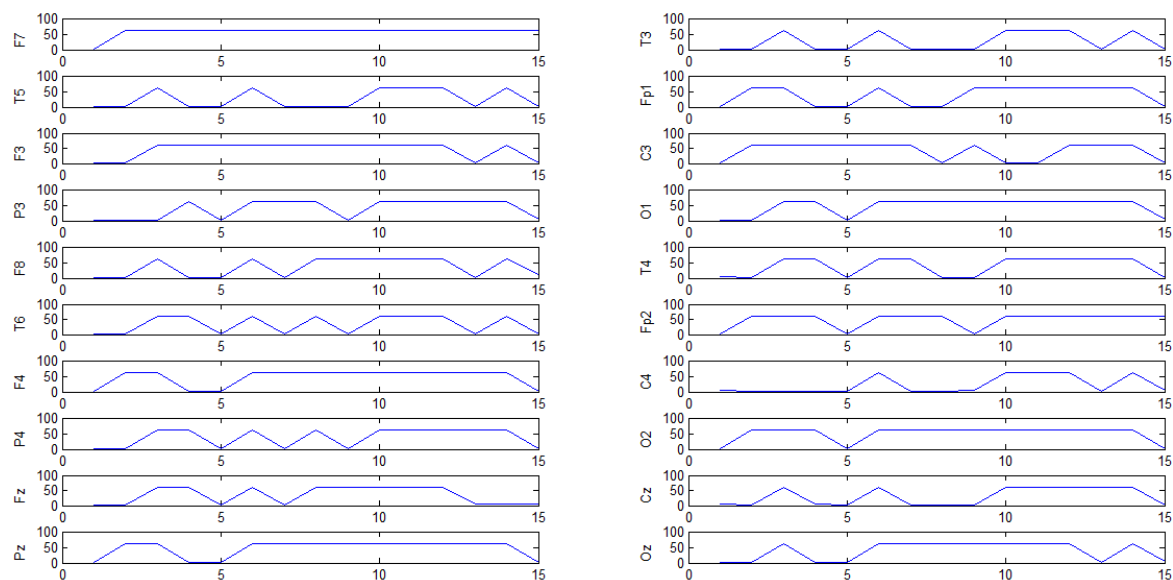 F7 100 50 0 0 5 10 15
T3 100 50 0 0 5 10 15
T5 100 50 0 0 5 10 15
Fp1 100 50 0 0 5 10 15
F3 100 50 0 0 5 10 15
C3 100 50 0 0 5 10 15
P3 100 50 0 0 5 10 15
O1 100 50 0 0 5 10 15
F8 100 50 0 0 5 10 15
T4 100 50 0 0 5 10 15
T6 100 50 0 0 5 10 15
Fp2 100 50 0 0 5 10 15
F4 100 50 0 0 5 10 15
C4 100 50 0 0 5 10 15
P4 100 50 0 0 5 10 15
O2 100 50 0 0 5 10 15
Fz 100 50 0 0 5 10 15
Cz 100 50 0 0 5 10 15
Pz 100 50 0 0 5 10 15
Oz 100 50 0 0 5 10 15